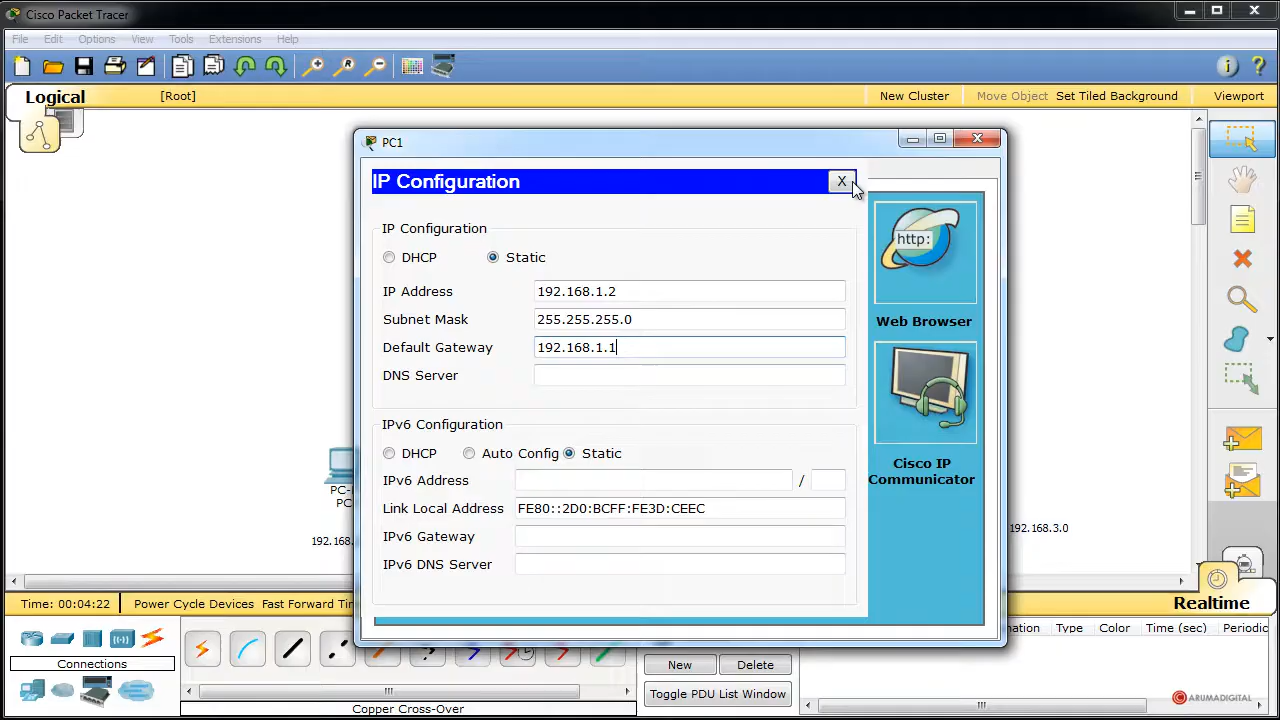 Cisco Packet Tracer
File Edit Options View Tools Extensions Help
Logical
[Root]
New Cluster
Move Object
Set Tiled Background
Viewport
PC1
IP Configuration
X
IP Configuration
DHCP
Static
IP Address
192.168.1.2
Subnet Mask
255.255.255.0
Default Gateway
192.168.1.1
DNS Server
IPv6 Configuration
DHCP
Auto Config
Static
IPv6 Address
/
Link Local Address
FE80::2D0:BCFF:FE3D:CEEC
IPv6 Gateway
IPv6 DNS Server
http:
Web Browser
Cisco IP
Communicator
PC-
PC
192.168.
192.168.3.0
Time: 00:04:22
Power Cycle Devices
Fast Forward Tim
Realtime
Connections
Copper Cross-Over
New
Delete
Toggle PDU List Window
nation
Type
Color
Time (sec)
Periodic
ARUMADIGITAL